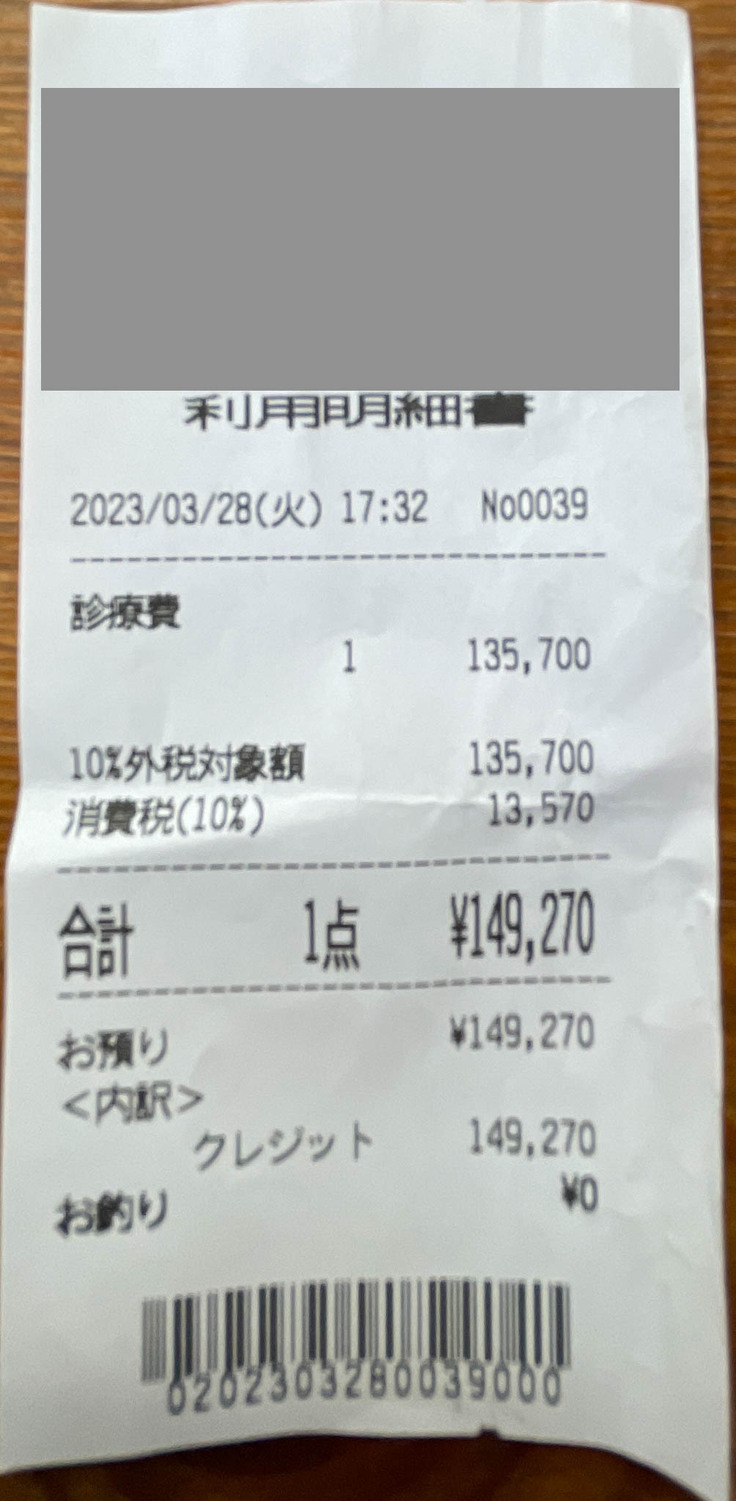 利用明細書
2023/03/28(火) 17:32 No0039
診療費
1 135,700
10%外税対象額 135,700
消費税(10%) 13,570
合計 1点 ¥149,270
お預り ¥149,270
<内訳>
クレジット 149,270
お釣り ¥0
0202303280039000